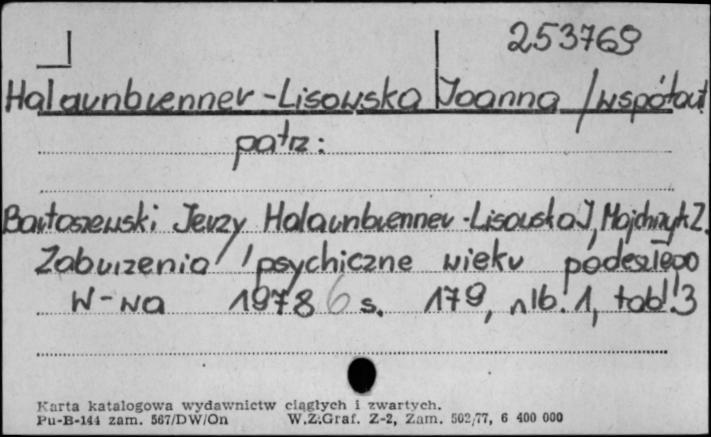 253769
Halaunbrenner-Lisowska Joanna /współaut
patrz:
Bartoszewski Jerzy Halaunbrenner-Lisowska J, Majchrzyk Z.
Zaburzenia psychiczne wieku podeszłego
W-wa 1978 6 s. 179, nlb. 1, tabl. 3
Karta katalogowa wydawnictw ciągłych i zwartych.
Pu-B-144 zam. 567/DW/On W.Z.Graf. Z-2, Zam. 502/77, 6 400 000